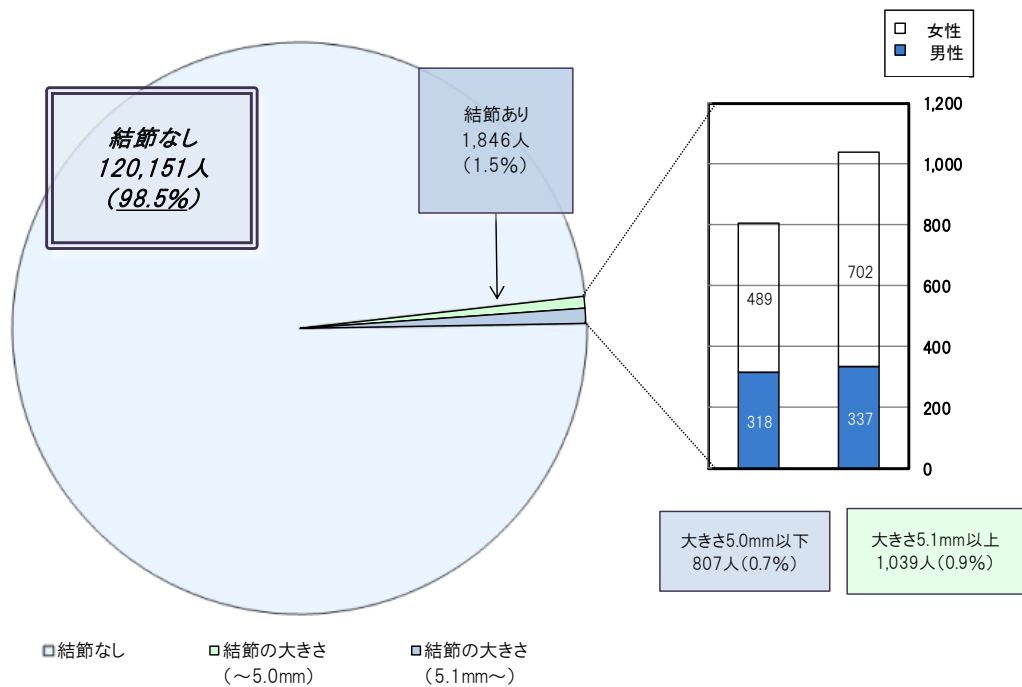 女性
男性
結節なし
120,151人
(98.5%)
結節あり
1,846人
(1.5%)
1,200
1,000
800
600
400
200
0
489
702
318
337
大きさ5.0mm以下
807人(0.7%)
大きさ5.1mm以上
1,039人(0.9%)
結節なし
結節の大きさ
(～5.0mm)
結節の大きさ
(5.1mm～)